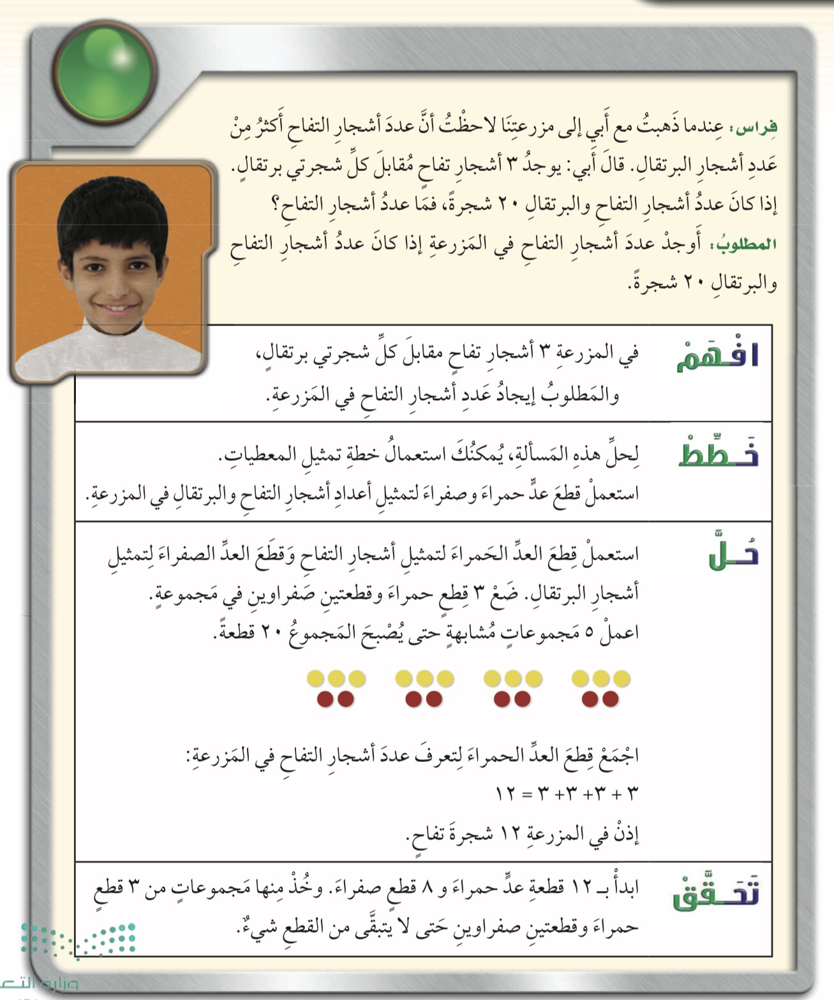 فِراس: عِندما ذَهبتُ مع أَبي إلى مزرعتِنَا لاحظْتُ أنَّ عددَ أشجارِ التفاحِ أَكثرُ مِنْ
عَددِ أشجارِ البرتقالِ. قالَ أَبي: يوجدُ ٣ أشجارِ تفاحٍ مُقابلَ كلِّ شجرتي برتقالٍ.
إذا كانَ عددُ أشجارِ التفاحِ والبرتقالِ ٢٠ شجرةً، فمَا عددُ أشجارِ التفاحِ؟
المطلوبُ: أَوجدْ عددَ أشجارِ التفاحِ في المَزرعةِ إذا كانَ عددُ أشجارِ التفاحِ
والبرتقالِ ٢٠ شجرةً.
افْهَمْ
في المزرعةِ ٣ أشجارِ تفاحٍ مقابلَ كلِّ شجرتي برتقالٍ،
والمَطلوبُ إيجادُ عَددِ أشجارِ التفاحِ في المَزرعةِ.
خَطِّطْ
لِحلِّ هذهِ المَسألةِ، يُمكنُكَ استعمالُ خطةِ تمثيلِ المعطياتِ.
استعملْ قطعَ عدٍّ حمراءَ وصفراءَ لتمثيلِ أعدادِ أشجارِ التفاحِ والبرتقالِ في المزرعةِ.
حُلَّ
استعملْ قِطعَ العدِّ الحَمراءَ لتمثيلِ أشجارِ التفاحِ وَقطَعَ العدِّ الصفراءَ لِتمثيلِ
أشجارِ البرتقالِ. ضَعْ ٣ قِطعٍ حمراءَ وقطعتينِ صَفراوينِ في مَجموعةٍ.
اعملْ ٥ مَجموعاتٍ مُشابهةٍ حتى يُصْبحَ المَجموعُ ٢٠ قطعةً.
اجْمَعْ قِطعَ العدِّ الحمراءَ لِتعرفَ عددَ أشجارِ التفاحِ في المَزرعةِ:
٣ + ٣+ ٣+ ٣ = ١٢
إذنْ في المزرعةِ ١٢ شجرةَ تفاحٍ.
تَحَقَّقْ
ابدأْ بـ ١٢ قطعةِ عدٍّ حمراءَ و ٨ قطعٍ صفراءَ. وخُذْ مِنها مَجموعاتٍ من ٣ قطعٍ
حمراءَ وقطعتينِ صفراوينِ حَتى لا يتبقَّى من القطعِ شيءٌ.
وزارة التعـ